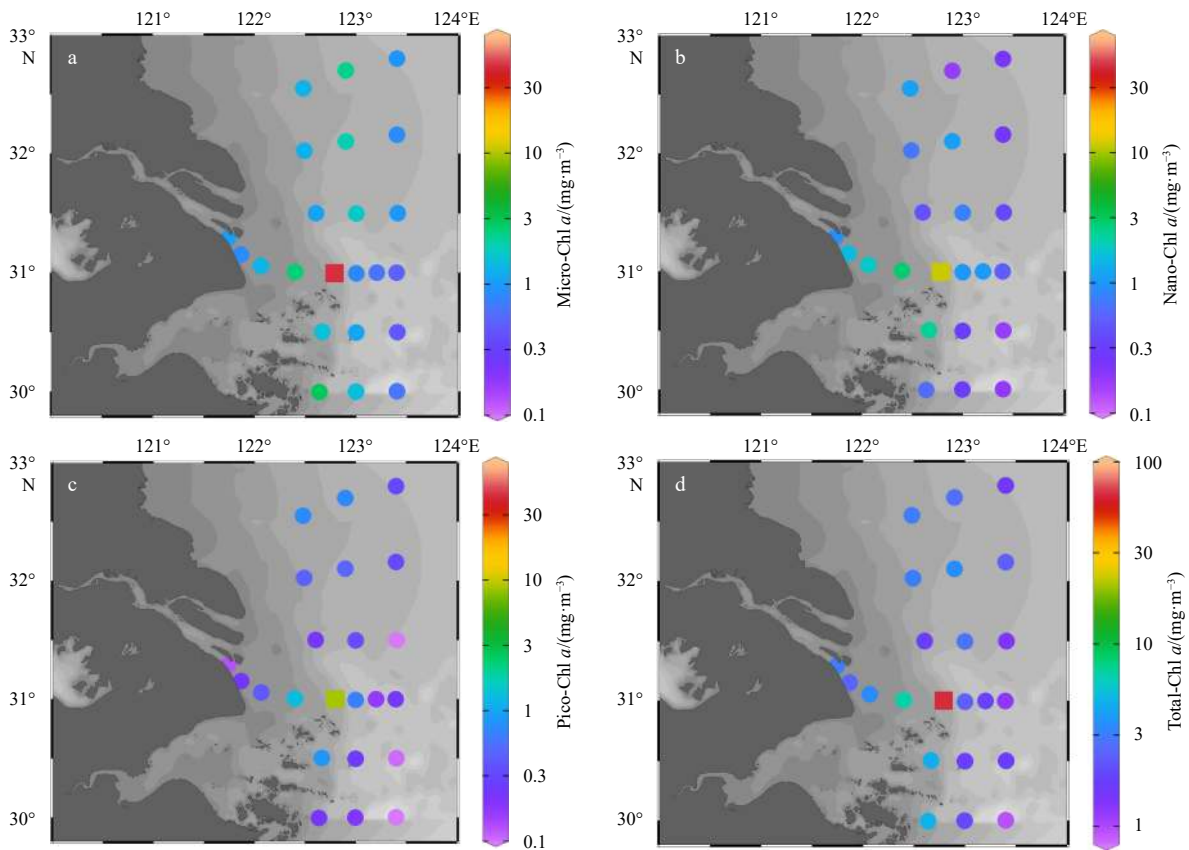 121° 122° 123° 124°E
33°
N
32°
31°
30°
a
30
10
3
1
0.3
0.1
Micro-Chl a/(mg·m⁻³)
121° 122° 123° 124°E
33°
N
32°
31°
30°
b
30
10
3
1
0.3
0.1
Nano-Chl a/(mg·m⁻³)
121° 122° 123° 124°E
33°
N
32°
31°
30°
c
30
10
3
1
0.3
0.1
Pico-Chl a/(mg·m⁻³)
121° 122° 123° 124°E
33°
N
32°
31°
30°
d
100
30
10
3
1
Total-Chl a/(mg·m⁻³)